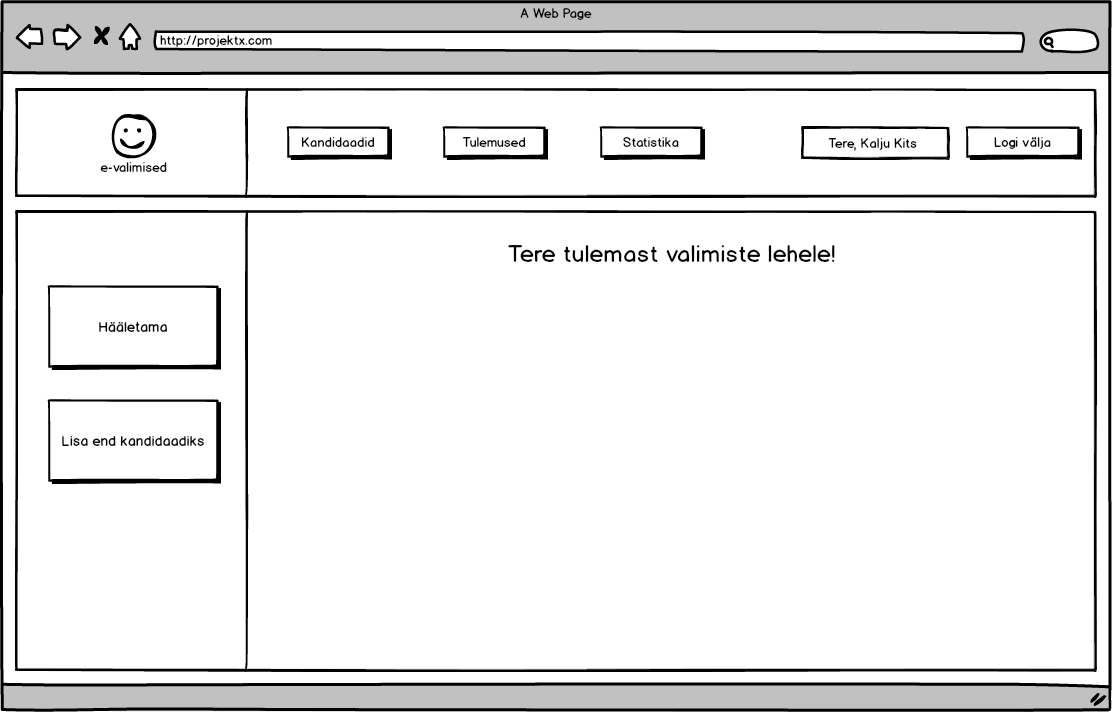 A Web Page
http://projektx.com
e-valimised
Kandidaadid
Tulemused
Statistika
Tere, Kalju Kits
Logi välja
Tere tulemast valimiste lehele!
Hääletama
Lisa end kandidaadiks